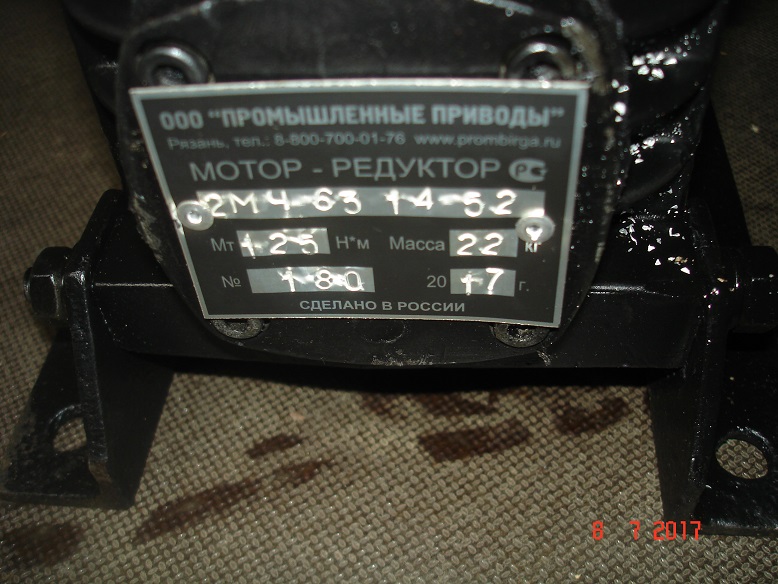 ООО "ПРОМЫШЛЕННЫЕ ПРИВОДЫ"
Рязань, тел.: 8-800-700-01-76 www.prombirga.ru
МОТОР - РЕДУКТОР РС
2МЧ-63 14-52
Мт 125 Н*м Масса 22 кг
№ 180 2017 г.
СДЕЛАНО В РОССИИ
8 7 2017